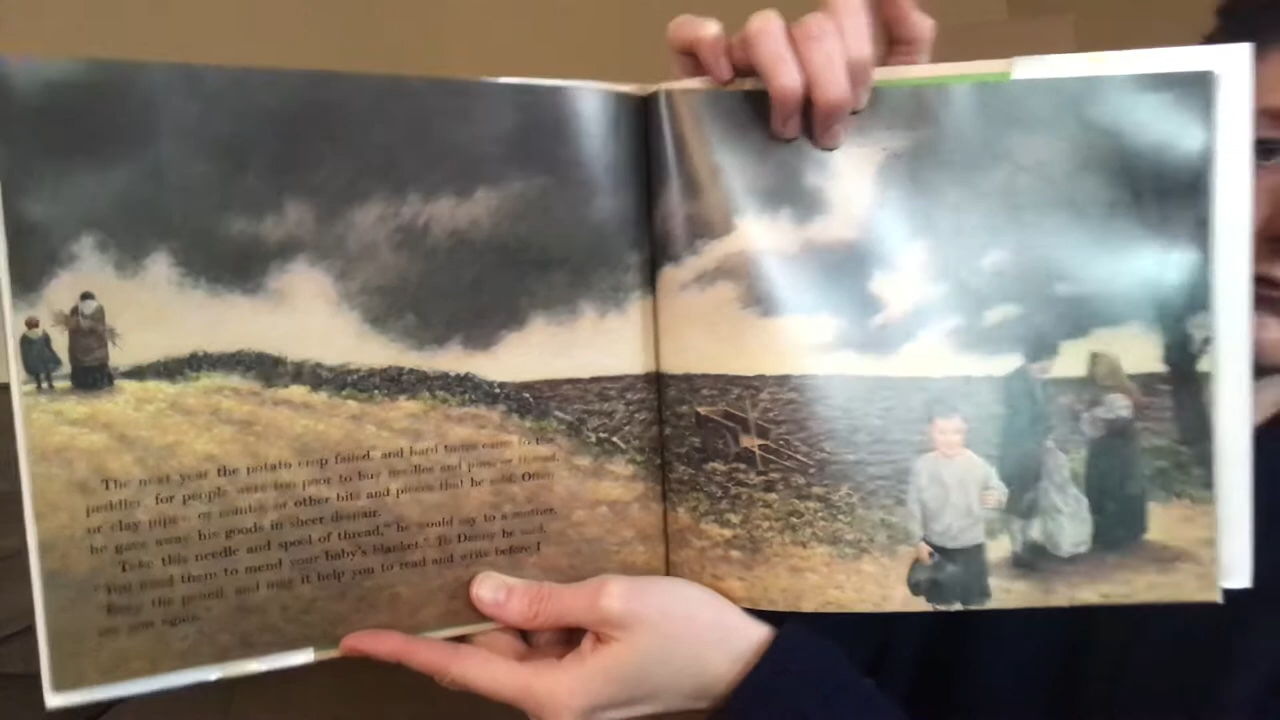 The next year the potato crop failed, and hard times came to the
peddler, for people were too poor to buy needles and pins or thread,
or clay pipes, or combs, or other bits and pieces that he sold. Often
he gave away his goods in sheer despair.
"Take this needle and spool of thread," he would say to a mother.
"You need them to mend your baby's blanket." To Danny he said,
"Keep the pencil, and may it help you to read and write before I
see you again."